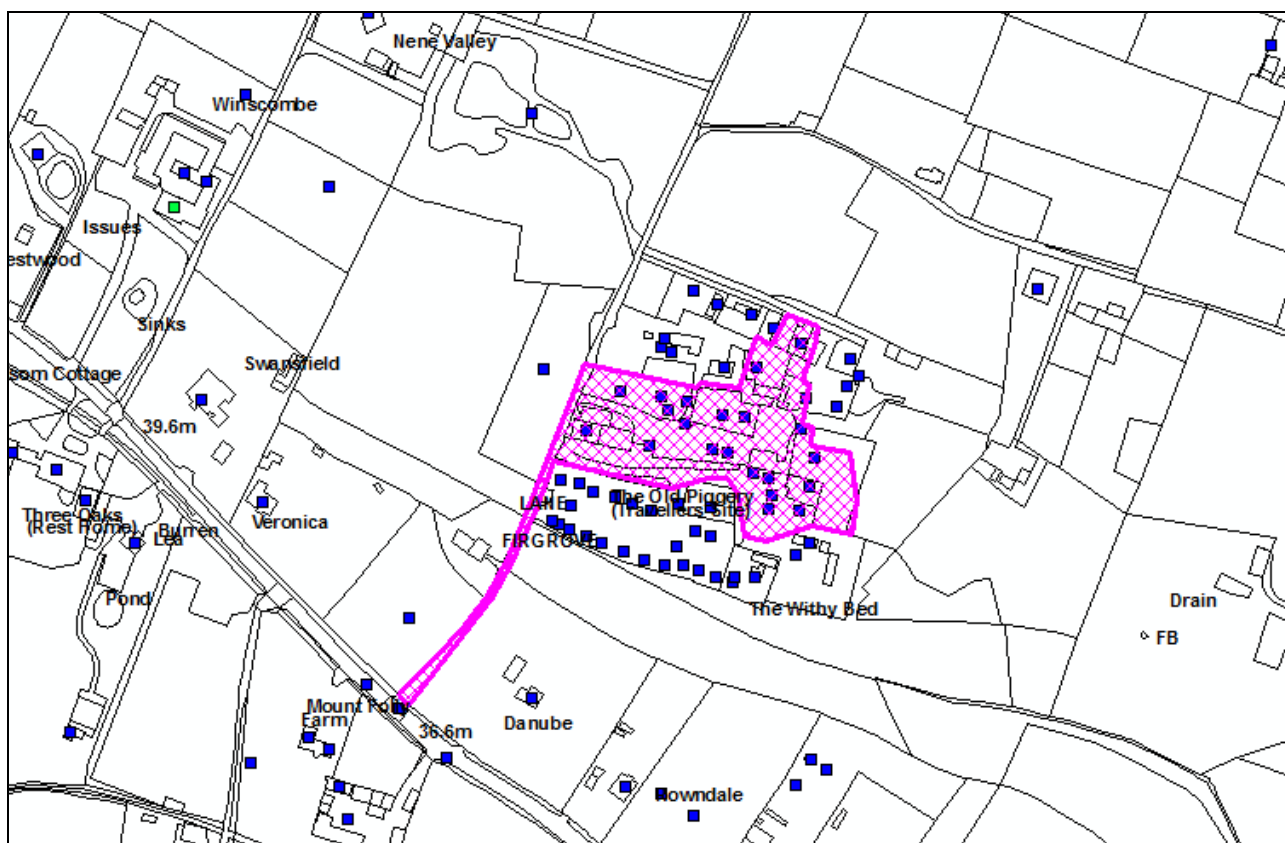 Nene Valley
Winscombe
Issues
estwood
Sinks
Swansfield
som Cottage
39.6m
Three Oaks
(Rest Home)
Burren
Lea
Veronica
LANE
FIRGROVE
The Old Piggery
(Travellers Site)
Pond
The Withy Bed
Drain
FB
Mount Folly
Farm
36.6m
Danube
Rowndale